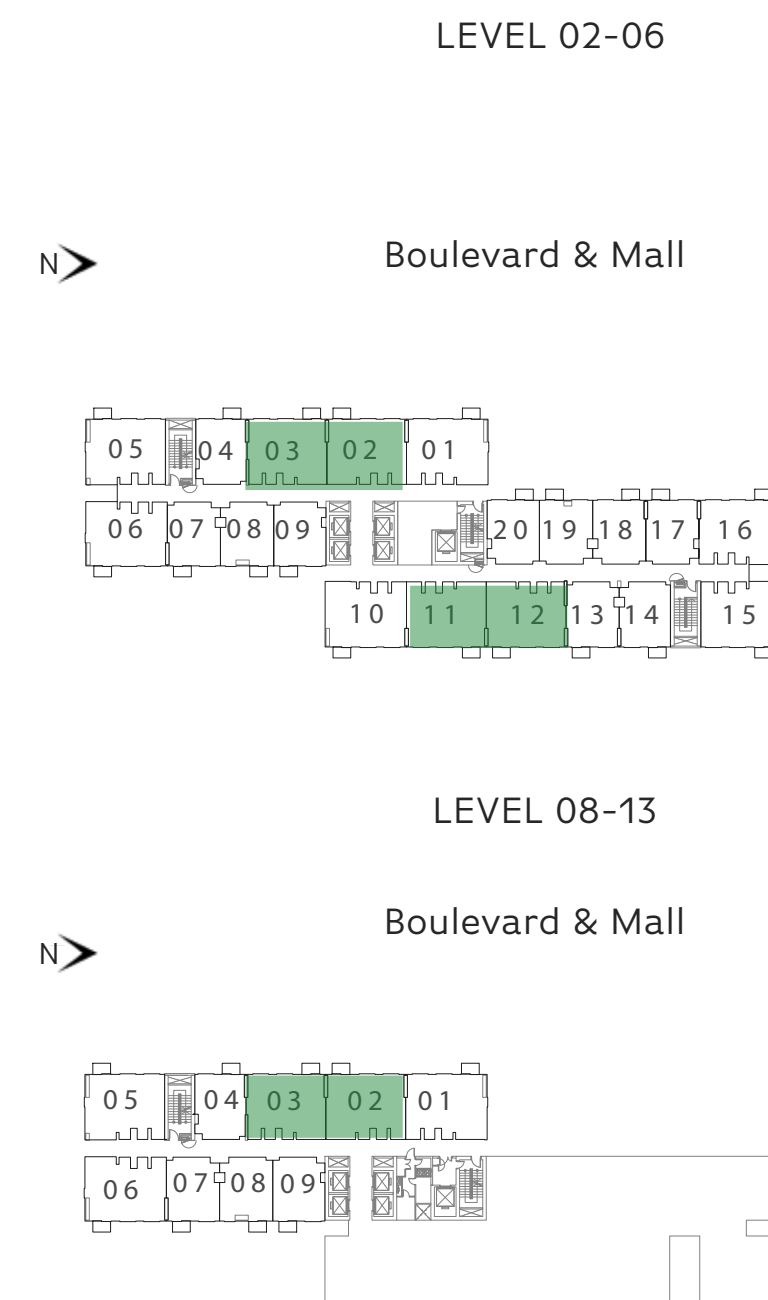 LEVEL 02-06
Boulevard & Mall
N
05 04 03 02 01
06 07 08 09 20 19 18 17 16
10 11 12 13 14 15
LEVEL 08-13
Boulevard & Mall
N
05 04 03 02 01
06 07 08 09